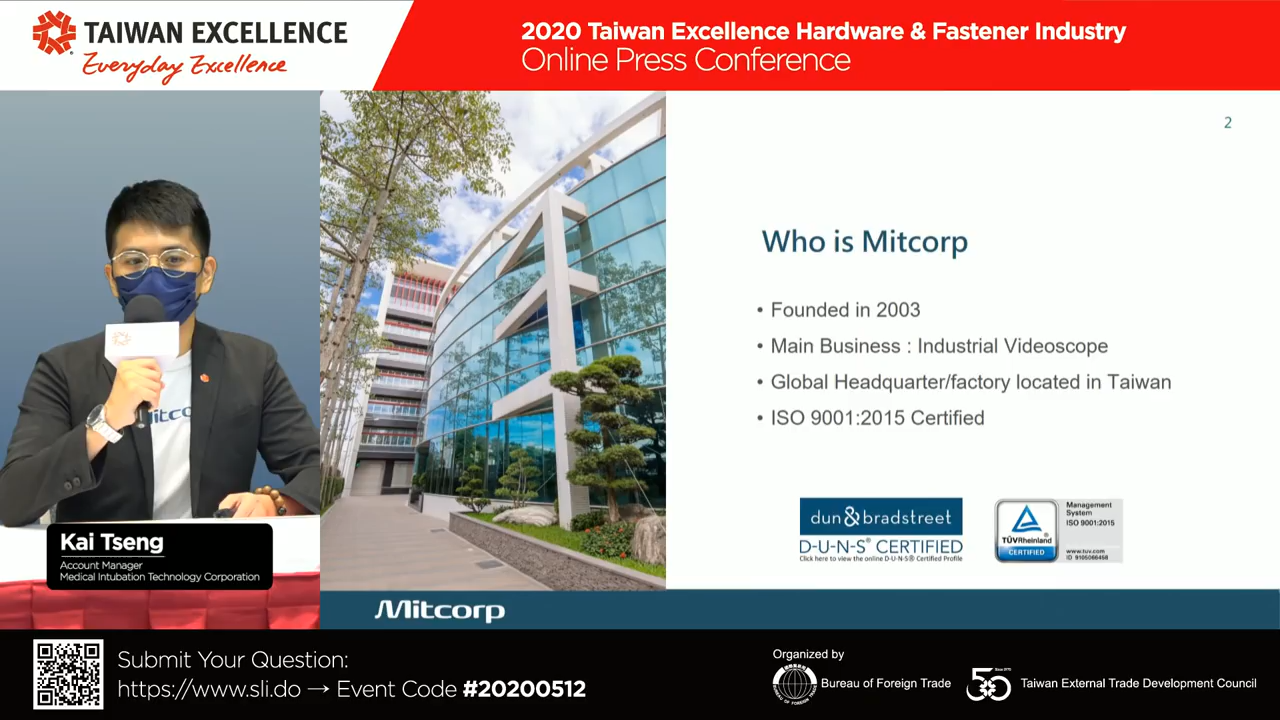 TAIWAN EXCELLENCE
Everyday Excellence
2020 Taiwan Excellence Hardware & Fastener Industry
Online Press Conference
2
Who is Mitcorp
• Founded in 2003
• Main Business : Industrial Videoscope
• Global Headquarter/factory located in Taiwan
• ISO 9001:2015 Certified
dun&bradstreet
D-U-N-S® CERTIFIED
Click here to view the online D-U-N-S® Certified Profile
TÜVRheinland®
CERTIFIED
Management
System
ISO 9001:2015
www.tuv.com
ID 9105066468
Kai Tseng
Account Manager
Medical Intubation Technology Corporation
Mitcorp
Submit Your Question:
https://www.sli.do → Event Code #20200512
Organized by
Bureau of Foreign Trade
50
Taiwan External Trade Development Council